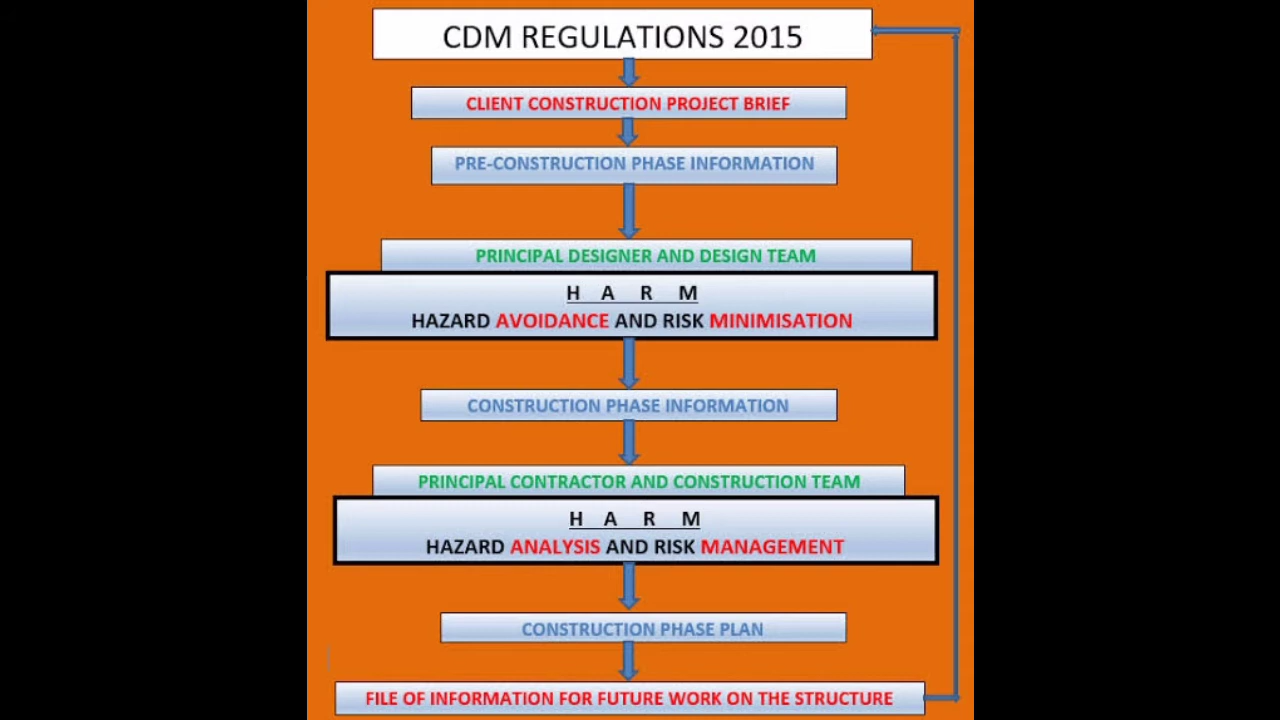 CDM REGULATIONS 2015
CLIENT CONSTRUCTION PROJECT BRIEF
PRE-CONSTRUCTION PHASE INFORMATION
PRINCIPAL DESIGNER AND DESIGN TEAM
H A R M
HAZARD AVOIDANCE AND RISK MINIMISATION
CONSTRUCTION PHASE INFORMATION
PRINCIPAL CONTRACTOR AND CONSTRUCTION TEAM
H A R M
HAZARD ANALYSIS AND RISK MANAGEMENT
CONSTRUCTION PHASE PLAN
FILE OF INFORMATION FOR FUTURE WORK ON THE STRUCTURE